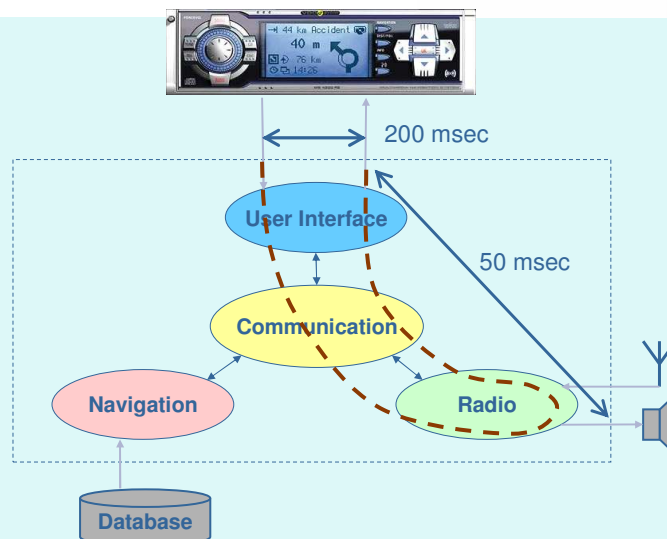 44 km Accident
40 m
76 km
14:26
200 msec
User Interface
50 msec
Communication
Navigation
Radio
Database